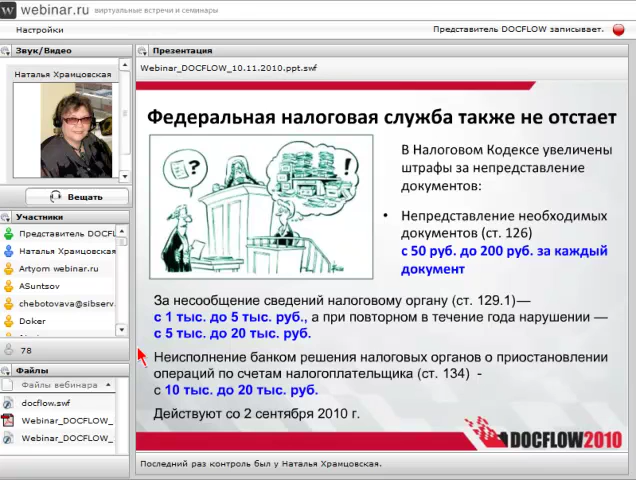 webinar.ru виртуальные встречи и семинары
Настройки
Представитель DOCFLOW записывает.
Звук/Видео
Наталья Храмцовская
Вещать
Участники
Представитель DOCFL
Наталья Храмцовская
Artyom webinar.ru
ASuntsov
chebotovava@sibserv.
Doker
78
Файлы
Файлы вебинара
docflow.swf
Webinar_DOCFLOW_
Webinar_DOCFLOW_
Презентация
Webinar_DOCFLOW_10.11.2010.ppt.swf
Федеральная налоговая служба также не отстает
?
!
В Налоговом Кодексе увеличены
штрафы за непредставление
документов:
• Непредставление необходимых
документов (ст. 126)
с 50 руб. до 200 руб. за каждый
документ
За несообщение сведений налоговому органу (ст. 129.1)—
с 1 тыс. до 5 тыс. руб., а при повторном в течение года нарушении —
с 5 тыс. до 20 тыс. руб.
Неисполнение банком решения налоговых органов о приостановлении
операций по счетам налогоплательщика (ст. 134) -
с 10 тыс. до 20 тыс. руб.
Действуют со 2 сентября 2010 г.
DOCFLOW2010
Последний раз контроль был у Наталья Храмцовская.